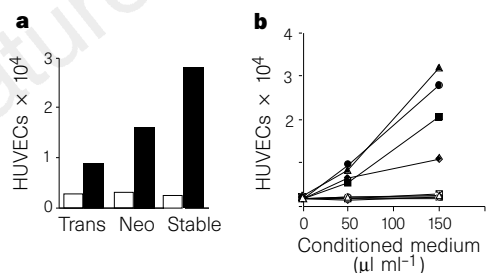 a
HUVECs × 10⁴
3
2
1
0
Trans Neo Stable
b
HUVECs × 10⁴
4
3
2
0 50 100 150
Conditioned medium
(μl ml⁻¹)